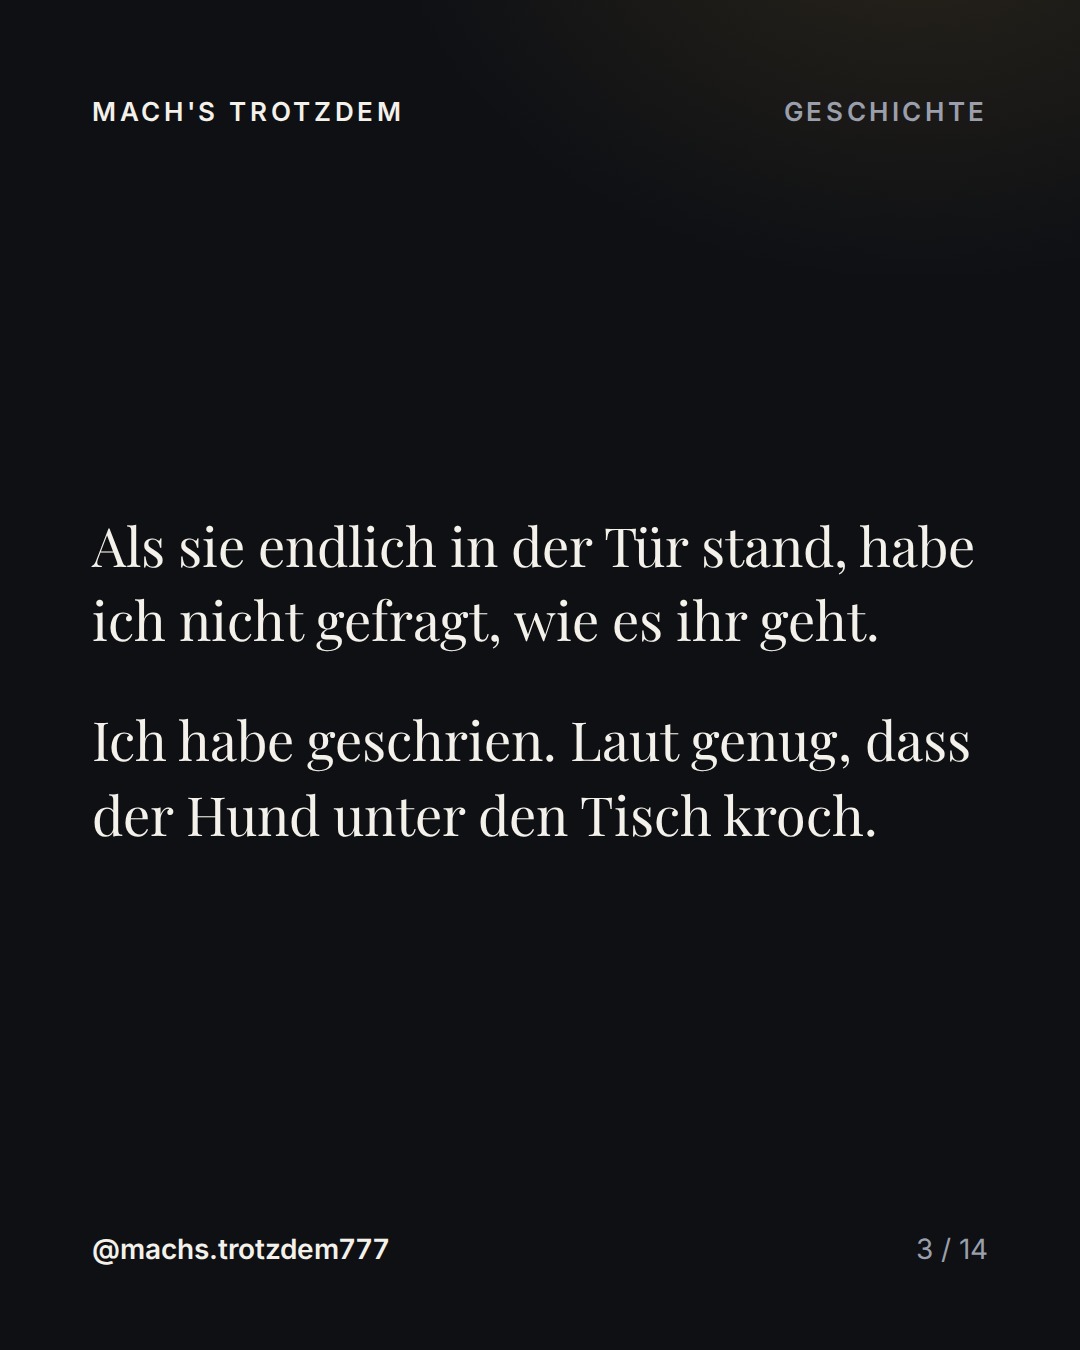 MACH'S TROTZDEM
GESCHICHTE
Als sie endlich in der Tür stand, habe
ich nicht gefragt, wie es ihr geht.
Ich habe geschrien. Laut genug, dass
der Hund unter den Tisch kroch.
@machs.trotzdem777
3 / 14